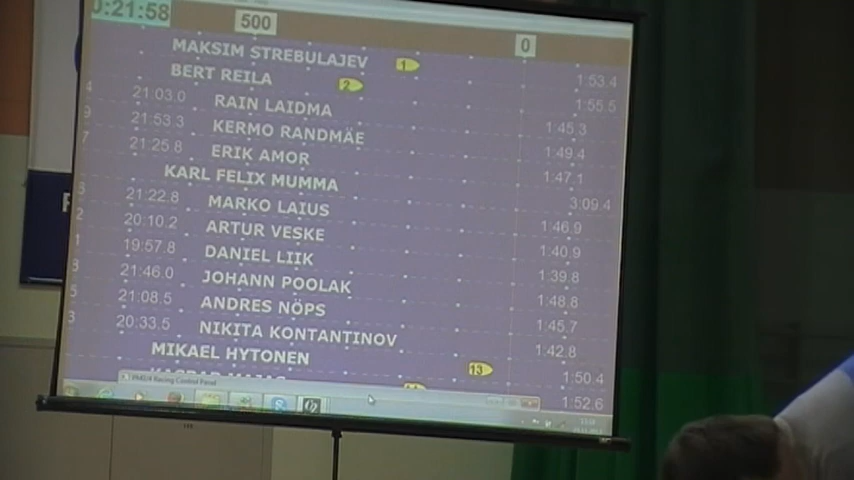 0:21:58 500 0
MAKSIM STREBULAJEV 1 1:53.4
BERT REILA 2 1:55.5
4 21:03.0 RAIN LAIDMA 1:45.3
9 21:53.3 KERMO RANDMÄE 1:49.4
7 21:25.8 ERIK AMOR 1:47.1
KARL FELIX MUMMA 3:09.4
21:22.8 MARKO LAIUS 1:46.9
2 20:10.2 ARTUR VESKE 1:40.9
1 19:57.8 DANIEL LIIK 1:39.8
21:46.0 JOHANN POOLAK 1:48.8
5 21:08.5 ANDRES NÖPS 1:45.7
3 20:33.5 NIKITA KONTANTINOV 1:42.8
MIKAEL HYTONEN 13 1:50.4
1:52.6
Racing Control Panel